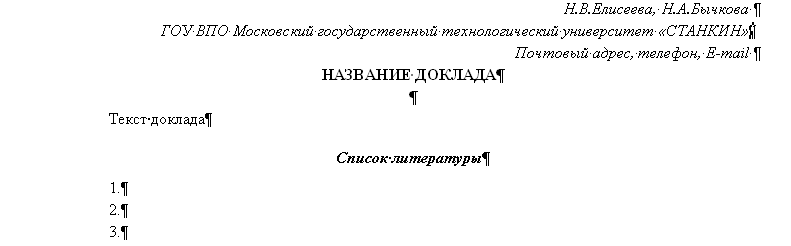 Н.В.Елисеева, Н.А.Бычкова ¶
ГОУ ВПО Московский государственный технологический университет «СТАНКИН»¶
Почтовый адрес, телефон, E-mail ¶
НАЗВАНИЕ ДОКЛАДА¶
¶
Текст доклада¶
Список литературы¶
1.¶
2.¶
3.¶